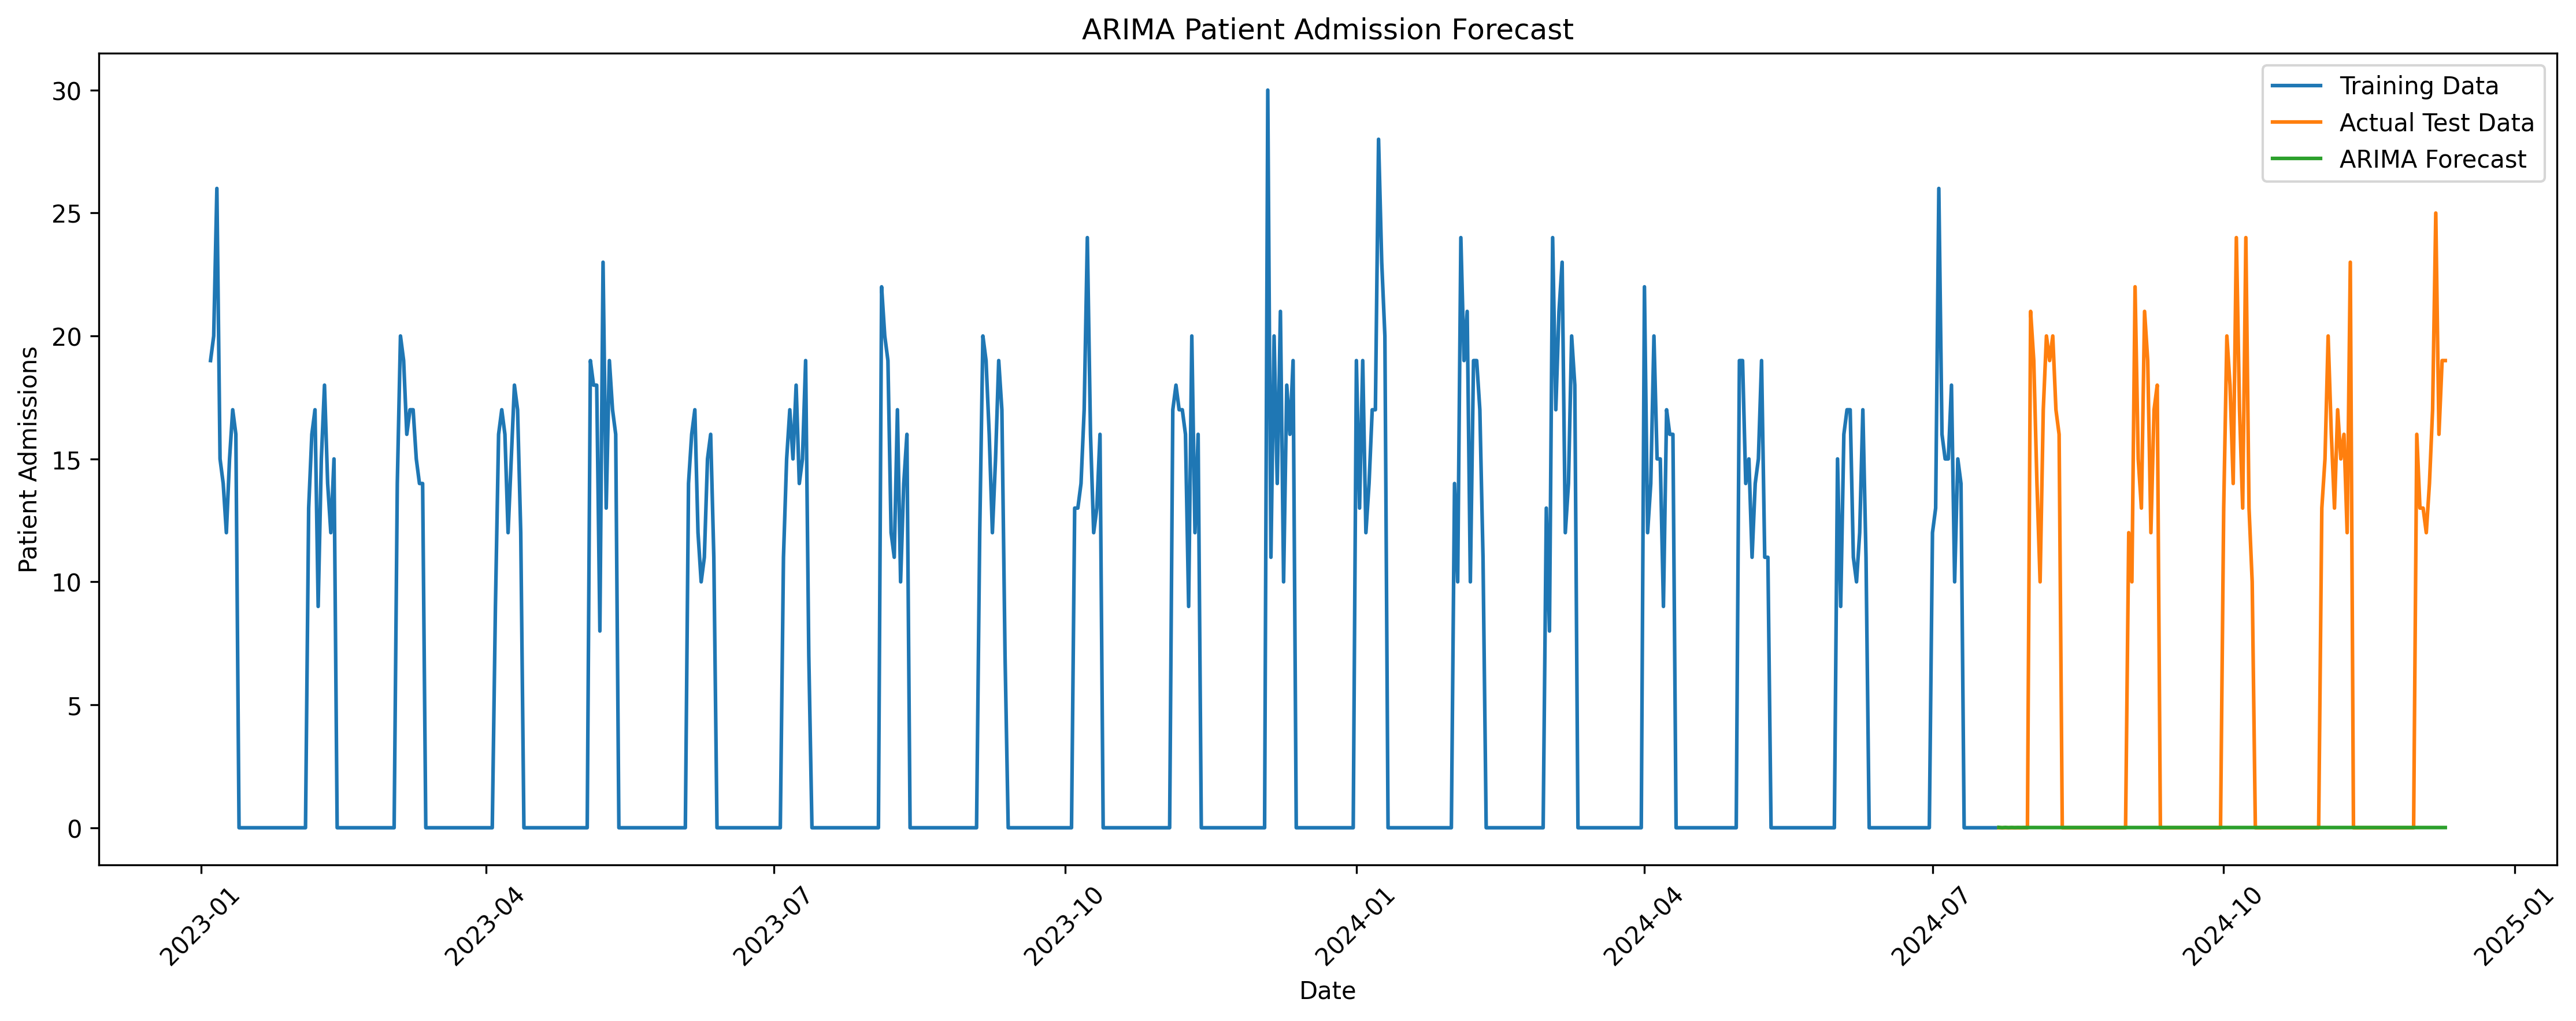 ARIMA Patient Admission Forecast
Training Data
Actual Test Data
ARIMA Forecast
Patient Admissions
30
25
20
15
10
5
0
2023-01
2023-04
2023-07
2023-10
2024-01
2024-04
2024-07
2024-10
2025-01
Date